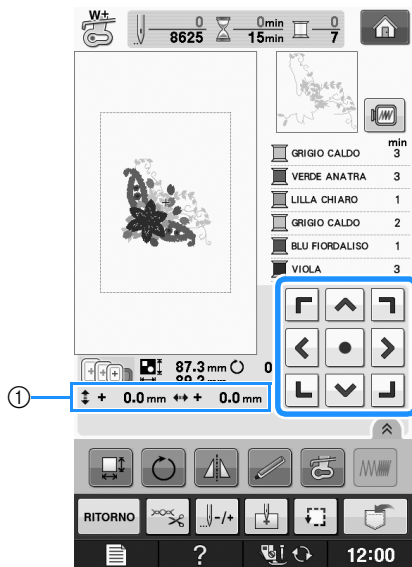 W+
0 0min 0
8625 15min 7
min
GRIGIO CALDO 3
VERDE ANATRA 3
LILLA CHIARO 1
GRIGIO CALDO 2
BLU FIORDALISO 1
VIOLA 3
87.3 mm 0
+ 0.0 mm + 0.0 mm
1
RITORNO -/+
? 12:00